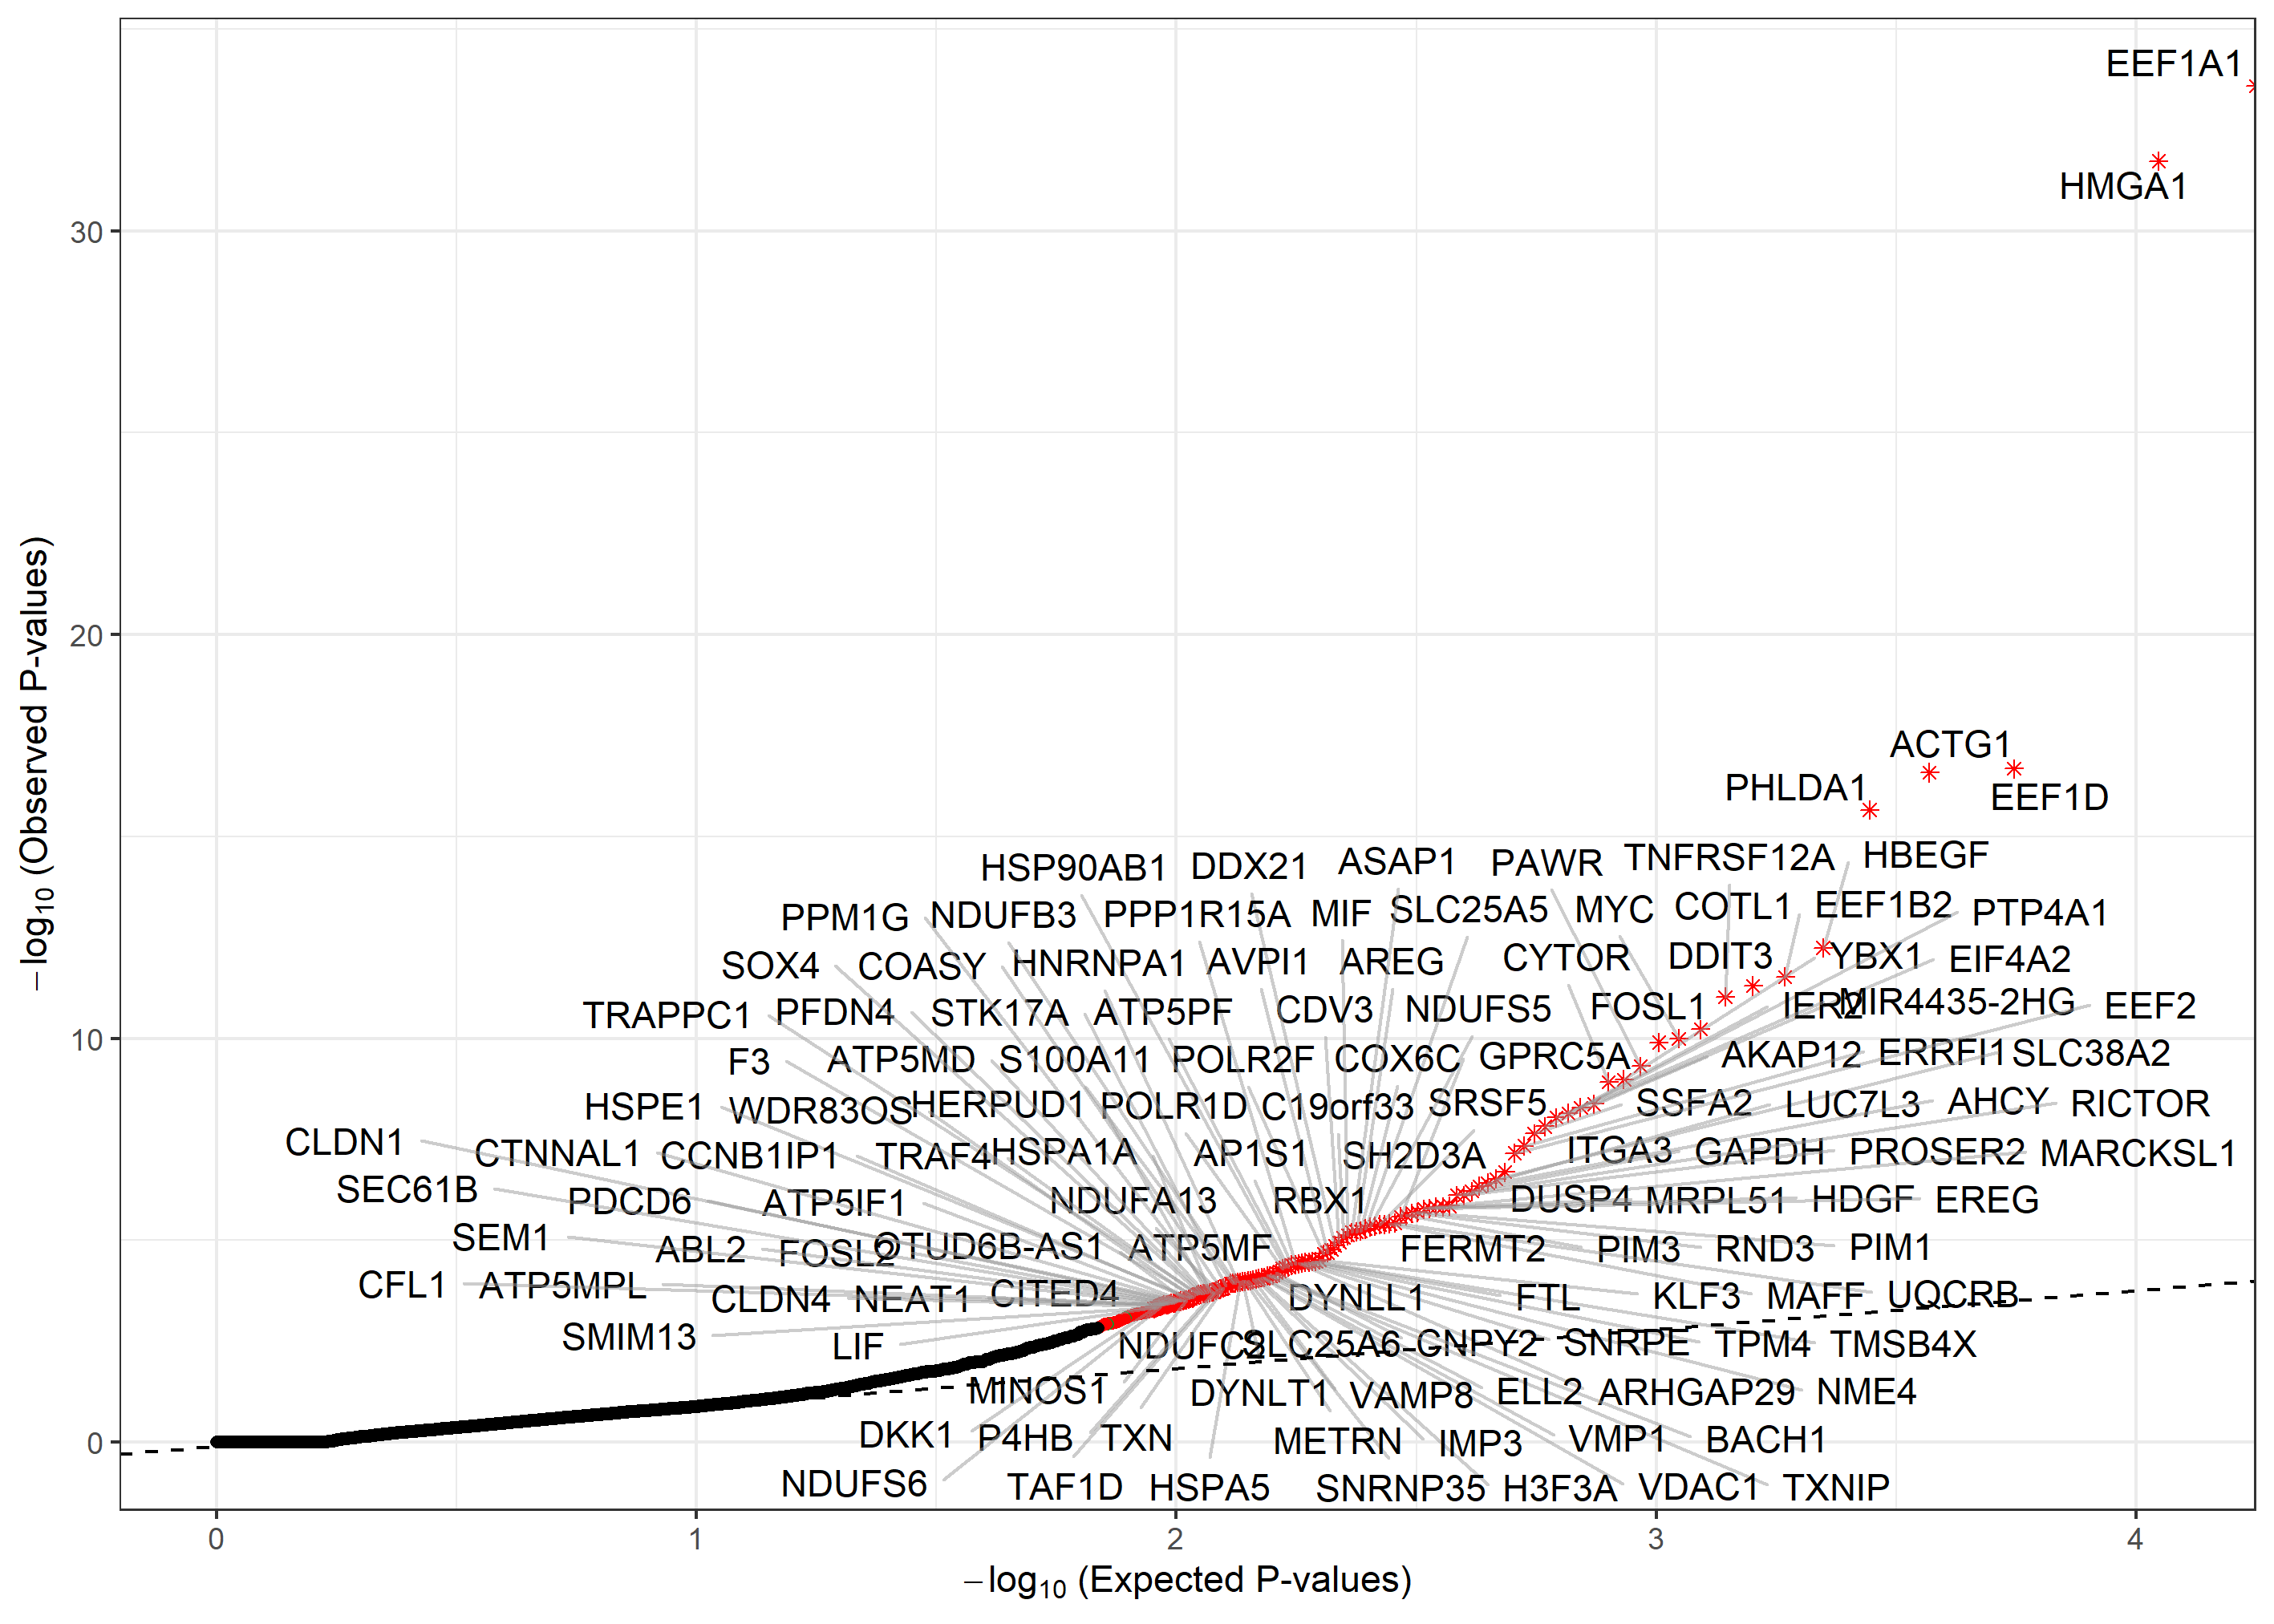 EEF1A1
HMGA1
30
20
ACTG1
PHLDA1
EEF1D
HSP90AB1 DDX21 ASAP1 PAWR TNFRSF12A HBEGF
PPM1G NDUFB3 PPP1R15A MIF SLC25A5 MYC COTL1 EEF1B2 PTP4A1
SOX4 COASY HNRNPA1 AVPI1 AREG CYTOR DDIT3 YBX1 EIF4A2
TRAPPC1 PFDN4 STK17A ATP5PF CDV3 NDUFS5 FOSL1 IER2 MIR4435-2HG EEF2
10
F3 ATP5MD S100A11 POLR2F COX6C GPRC5A AKAP12 ERRFI1 SLC38A2
HSPE1 WDR83OS HERPUD1 POLR1D C19orf33 SRSF5 SSFA2 LUC7L3 AHCY RICTOR
CLDN1 CTNNAL1 CCNB1IP1 TRAF4 HSPA1A AP1S1 SH2D3A ITGA3 GAPDH PROSER2 MARCKSL1
SEC61B PDCD6 ATP5IF1 NDUFA13 RBX1 DUSP4 MRPL51 HDGF EREG
SEM1 ABL2 FOSL2 OTUD6B-AS1 ATP5MF FERMT2 PIM3 RND3 PIM1
CFL1 ATP5MPL CLDN4 NEAT1 CITED4 DYNLL1 FTL KLF3 MAFF UQCRB
SMIM13 LIF NDUFC2 SLC25A6 CNPY2 SNRPE TPM4 TMSB4X
MINOS1 DYNLT1 VAMP8 ELL2 ARHGAP29 NME4
0
DKK1 P4HB TXN METRN IMP3 VMP1 BACH1
NDUFS6 TAF1D HSPA5 SNRNP35 H3F3A VDAC1 TXNIP
0 1 2 3 4
−log10 (Expected P-values)
−log10 (Observed P-values)